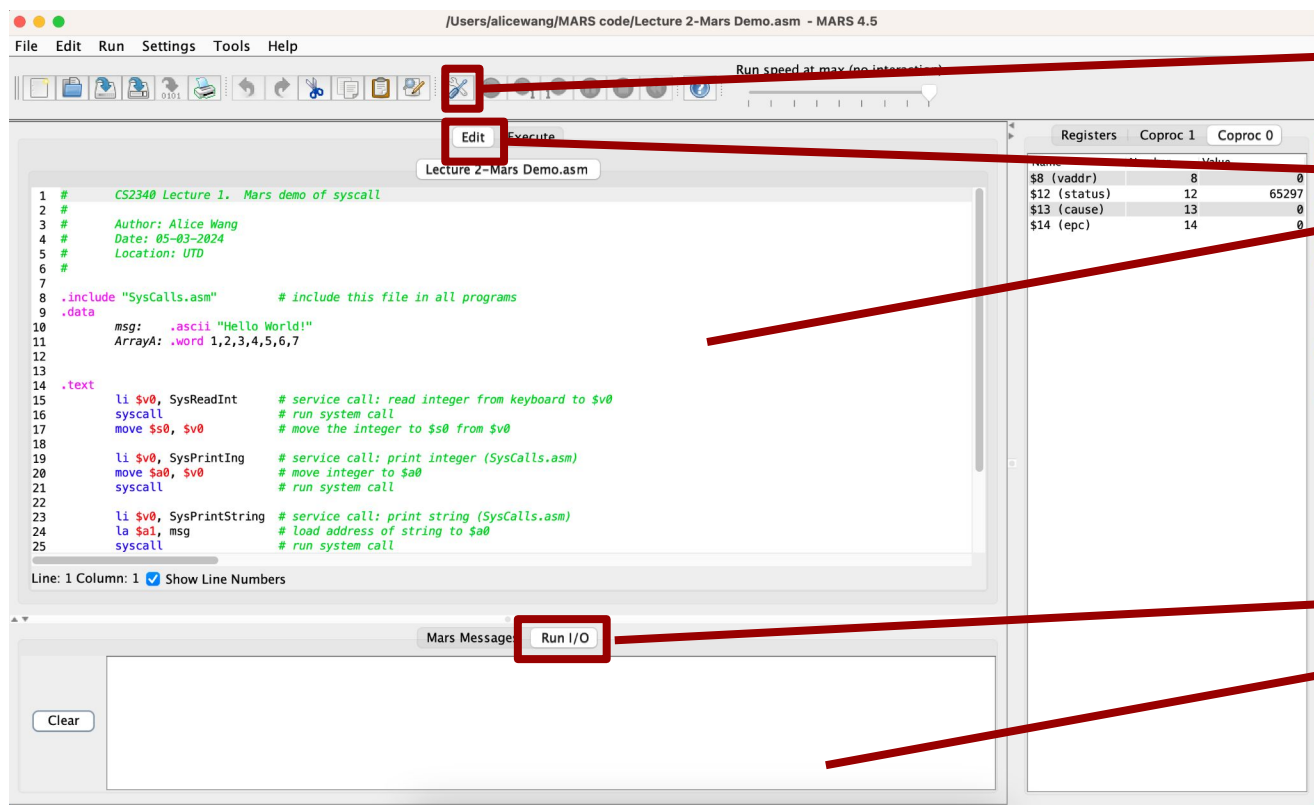 /Users/alicewang/MARS code/Lecture 2-Mars Demo.asm - MARS 4.5
File Edit Run Settings Tools Help
Run speed at max (no interaction)
Edit Execute
Registers Coproc 1 Coproc 0
Lecture 2-Mars Demo.asm
Name Number Value
$8 (vaddr) 8 0
$12 (status) 12 65297
$13 (cause) 13 0
$14 (epc) 14 0
1 # CS2340 Lecture 1. Mars demo of syscall
2 #
3 # Author: Alice Wang
4 # Date: 05-03-2024
5 # Location: UTD
6 #
7
8 .include "SysCalls.asm" # include this file in all programs
9 .data
10 msg: .ascii "Hello World!"
11 ArrayA: .word 1,2,3,4,5,6,7
12
13
14 .text
15 li $v0, SysReadInt # service call: read integer from keyboard to $v0
16 syscall # run system call
17 move $s0, $v0 # move the integer to $s0 from $v0
18
19 li $v0, SysPrintIng # service call: print integer (SysCalls.asm)
20 move $a0, $v0 # move integer to $a0
21 syscall # run system call
22
23 li $v0, SysPrintString # service call: print string (SysCalls.asm)
24 la $a1, msg # load address of string to $a0
25 syscall # run system call
Line: 1 Column: 1 Show Line Numbers
Mars Messages Run I/O
Clear